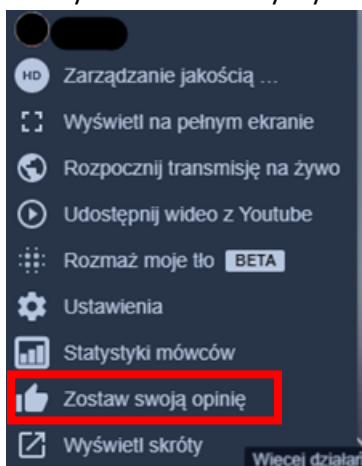 HD Zarządzanie jakością ...
Wyświetl na pełnym ekranie
Rozpocznij transmisję na żywo
Udostępnij wideo z Youtube
Rozmaż moje tło BETA
Ustawienia
Statystyki mówców
Zostaw swoją opinię
Wyświetl skróty
Więcej działań